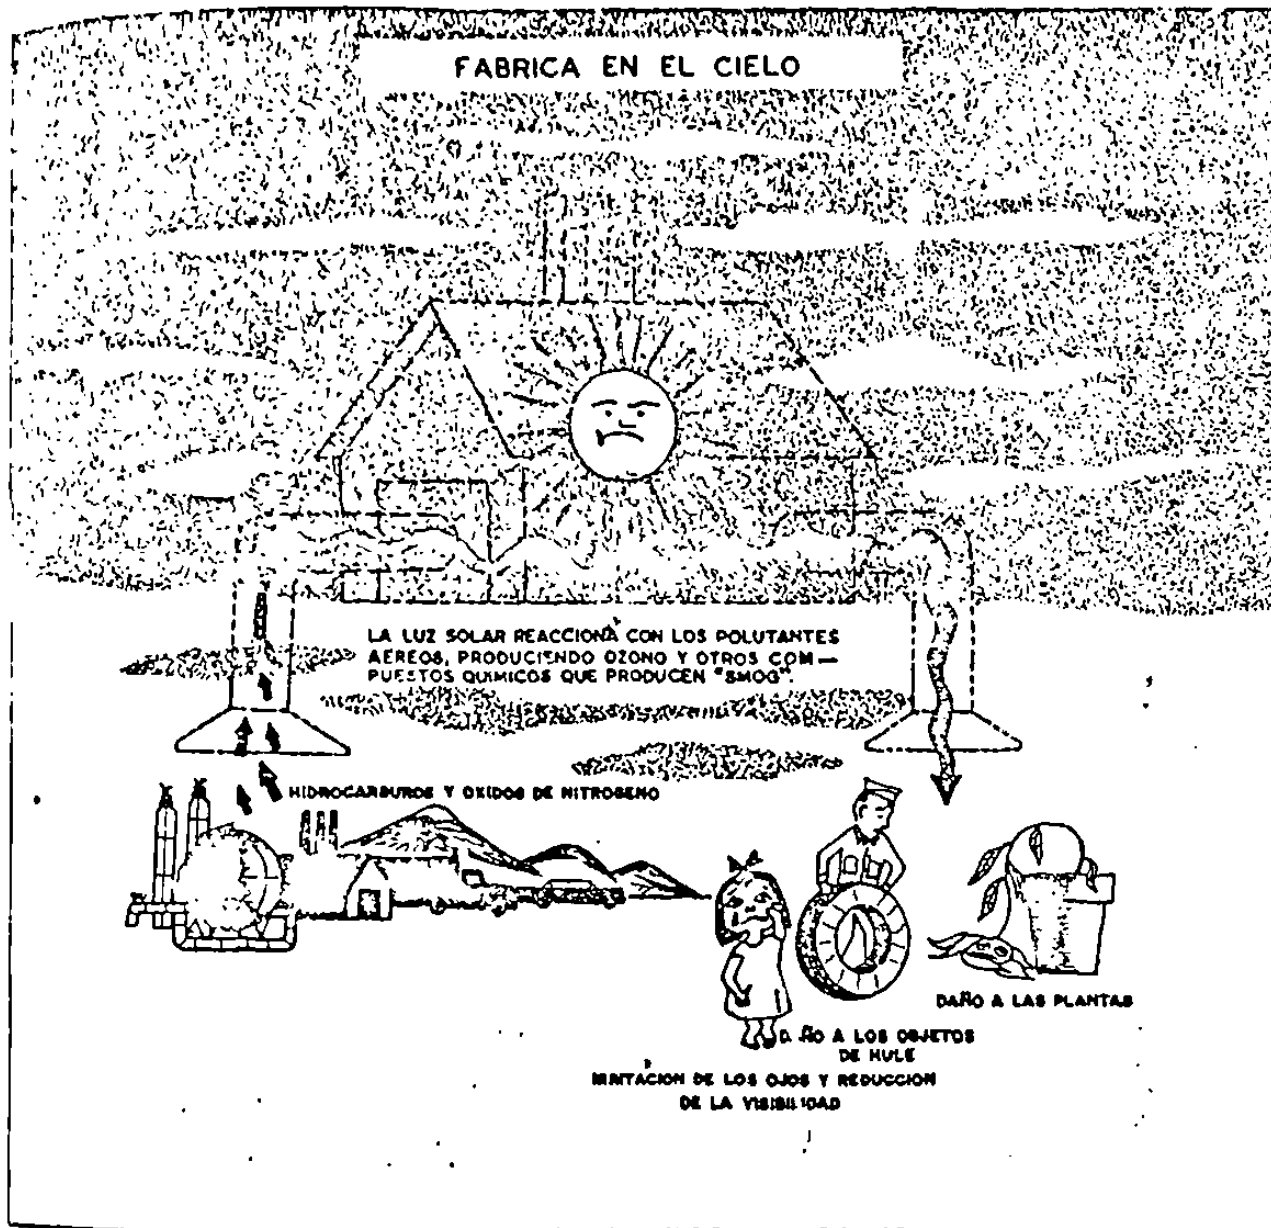 FABRICA EN EL CIELO
LA LUZ SOLAR REACCIONA CON LOS POLUTANTES
AEREOS, PRODUCIENDO OZONO Y OTROS COM—
PUESTOS QUIMICOS QUE PRODUCEN "SMOG".
HIDROCARBUROS Y OXIDOS DE NITROGENO
DAÑO A LAS PLANTAS
DAÑO A LOS OBJETOS
DE HULE
IRRITACION DE LOS OJOS Y REDUCCION
DE LA VISIBILIDAD